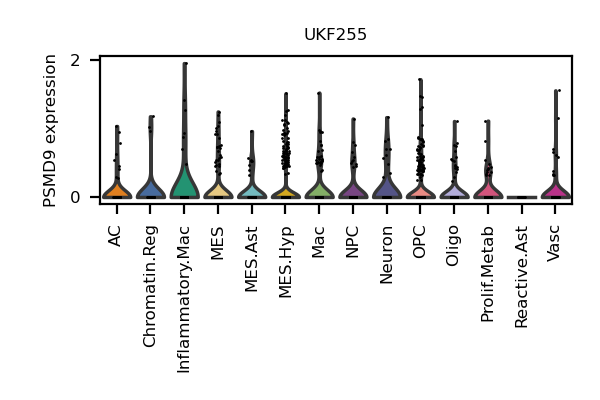 UKF255
PSMD9 expression
2
0
AC
Chromatin.Reg
Inflammatory.Mac
MES
MES.Ast
MES.Hyp
Mac
NPC
Neuron
OPC
Oligo
Prolif.Metab
Reactive.Ast
Vasc